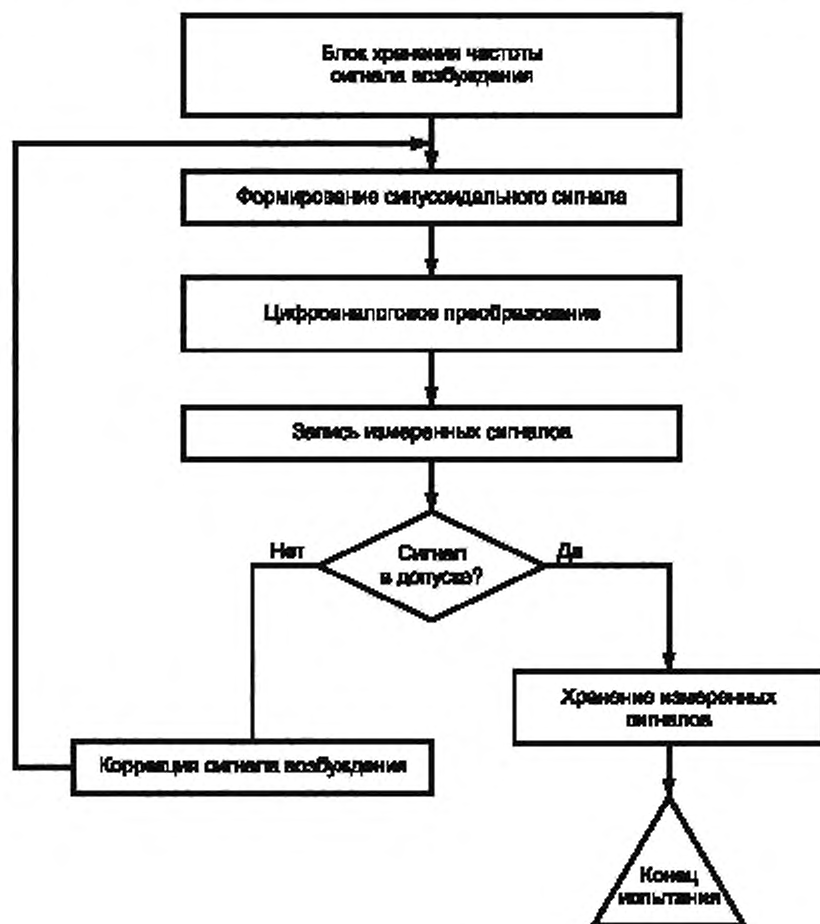 Блок хранения частоты
сигнала возбуждения
Формирование синусоидального сигнала
Цифроаналоговое преобразование
Запись измеренных сигналов
Нет
Сигнал
в допуске?
Да
Хранение измеренных
сигналов
Коррекция сигнала возбуждения
Конец
испытания